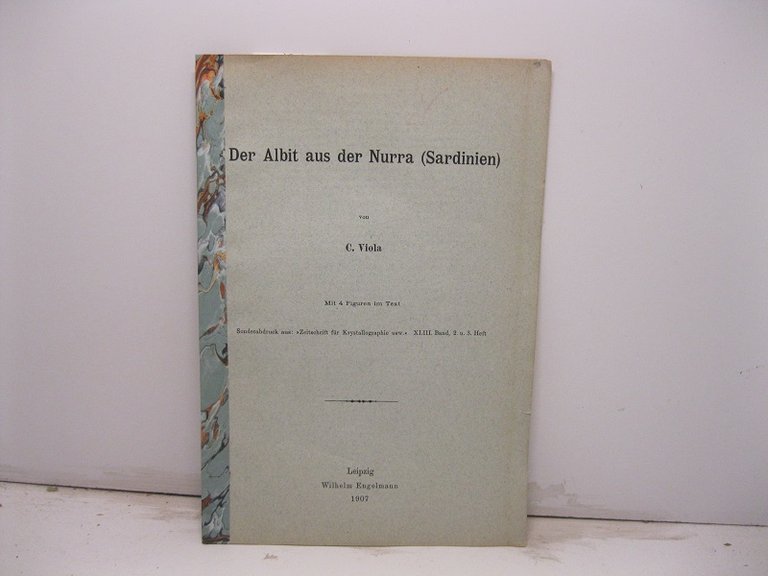 Der Albit aus der Nurra (Sardinien)
von
C. Viola
Mit 4 Figuren im Text
Sonderabdruck aus: »Zeitschrift für Krystallographie usw.« XLIII. Band, 2. u. 3. Heft
Leipzig
Wilhelm Engelmann
1907